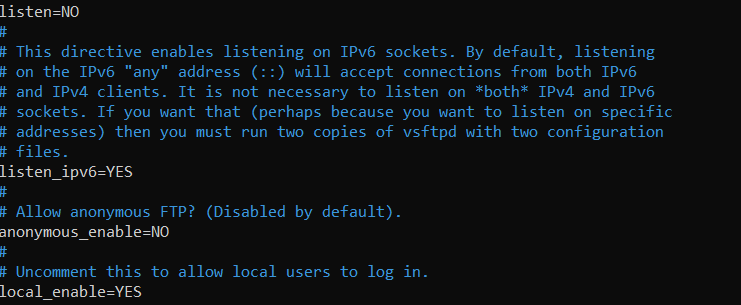 listen=NO
#
# This directive enables listening on IPv6 sockets. By default, listening
# on the IPv6 "any" address (::) will accept connections from both IPv6
# and IPv4 clients. It is not necessary to listen on *both* IPv4 and IPv6
# sockets. If you want that (perhaps because you want to listen on specific
# addresses) then you must run two copies of vsftpd with two configuration
# files.
listen_ipv6=YES
#
# Allow anonymous FTP? (Disabled by default).
anonymous_enable=NO
#
# Uncomment this to allow local users to log in.
local_enable=YES